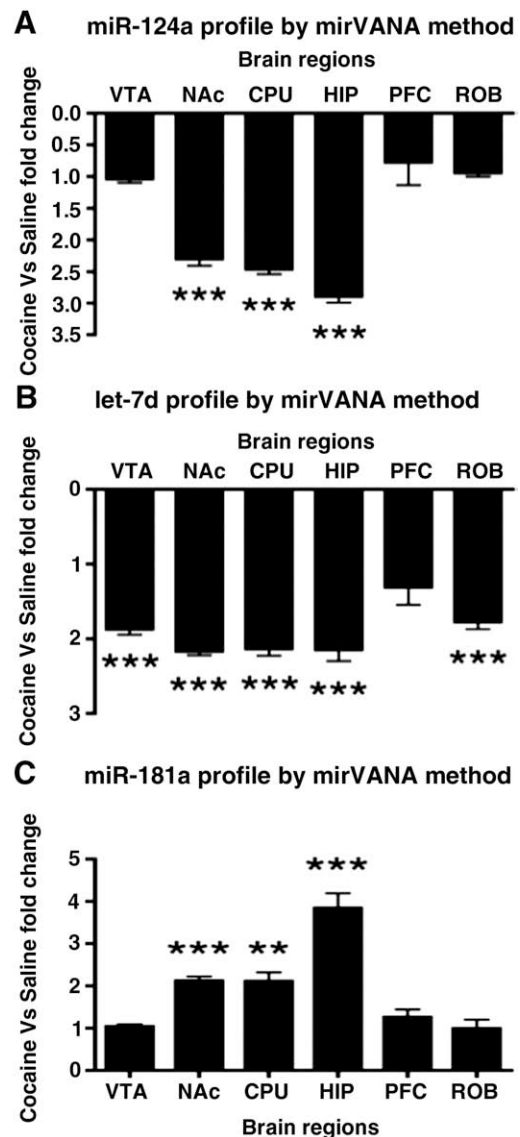 A miR-124a profile by mirVANA method
Brain regions
VTA NAc CPU HIP PFC ROB
Cocaine Vs Saline fold change
0.0
0.5
1.0
1.5
2.0
2.5
3.0
3.5
*** *** ***
B let-7d profile by mirVANA method
Brain regions
VTA NAc CPU HIP PFC ROB
Cocaine Vs Saline fold change
0
1
2
3
*** *** *** *** ***
C miR-181a profile by mirVANA method
Cocaine Vs Saline fold change
5
4
3
2
1
0
*** ** ***
VTA NAc CPU HIP PFC ROB
Brain regions